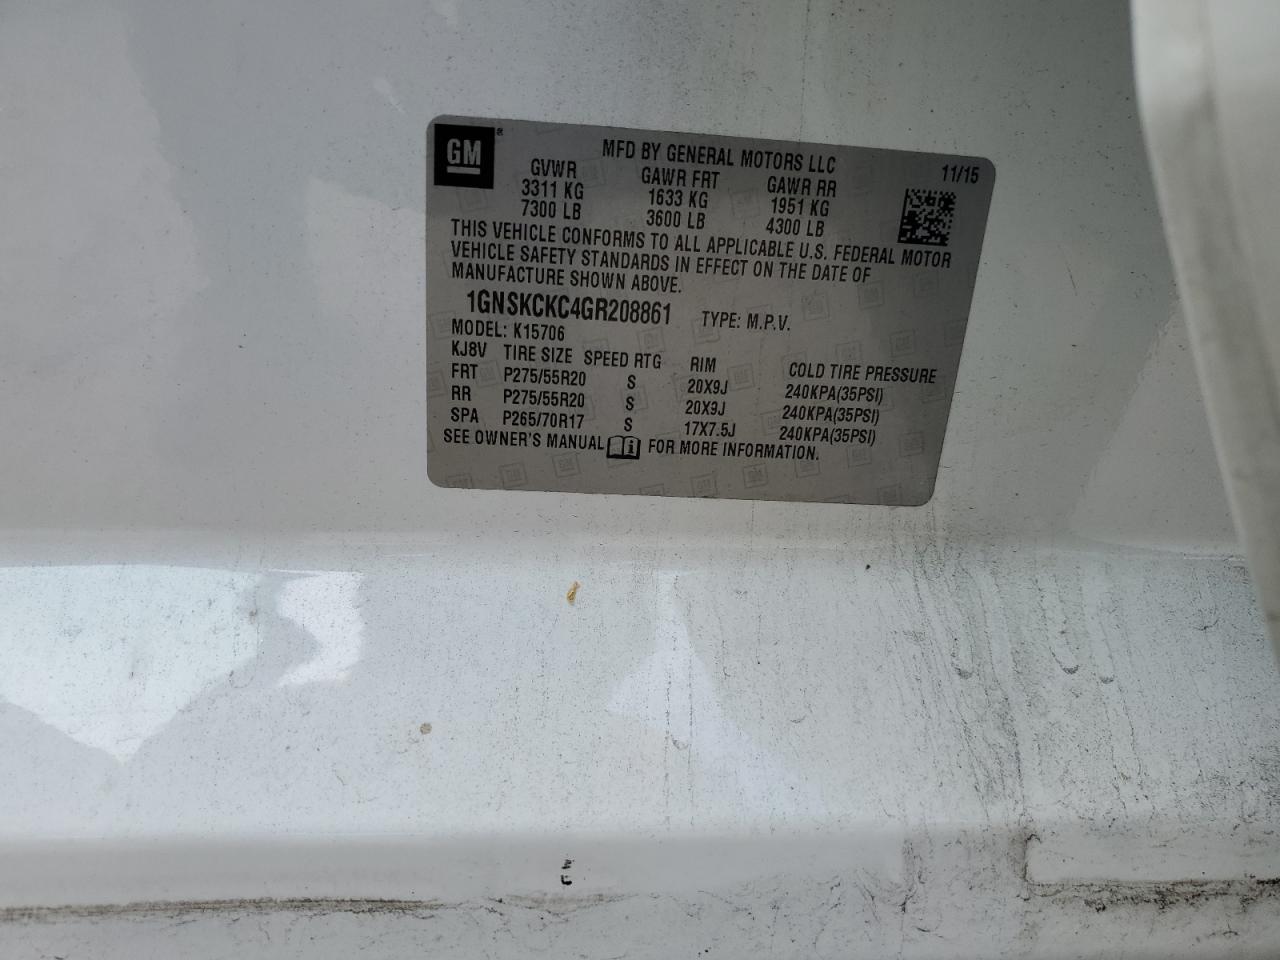 GM
MFD BY GENERAL MOTORS LLC 11/15
GVWR GAWR FRT GAWR RR
3311 KG 1633 KG 1951 KG
7300 LB 3600 LB 4300 LB
THIS VEHICLE CONFORMS TO ALL APPLICABLE U.S. FEDERAL MOTOR
VEHICLE SAFETY STANDARDS IN EFFECT ON THE DATE OF
MANUFACTURE SHOWN ABOVE.
1GNSKCKC4GR208861 TYPE: M.P.V.
MODEL: K15706
KJ8V TIRE SIZE SPEED RTG RIM COLD TIRE PRESSURE
FRT P275/55R20 S 20X9J 240KPA(35PSI)
RR P275/55R20 S 20X9J 240KPA(35PSI)
SPA P265/70R17 S 17X7.5J 240KPA(35PSI)
SEE OWNER'S MANUAL FOR MORE INFORMATION.